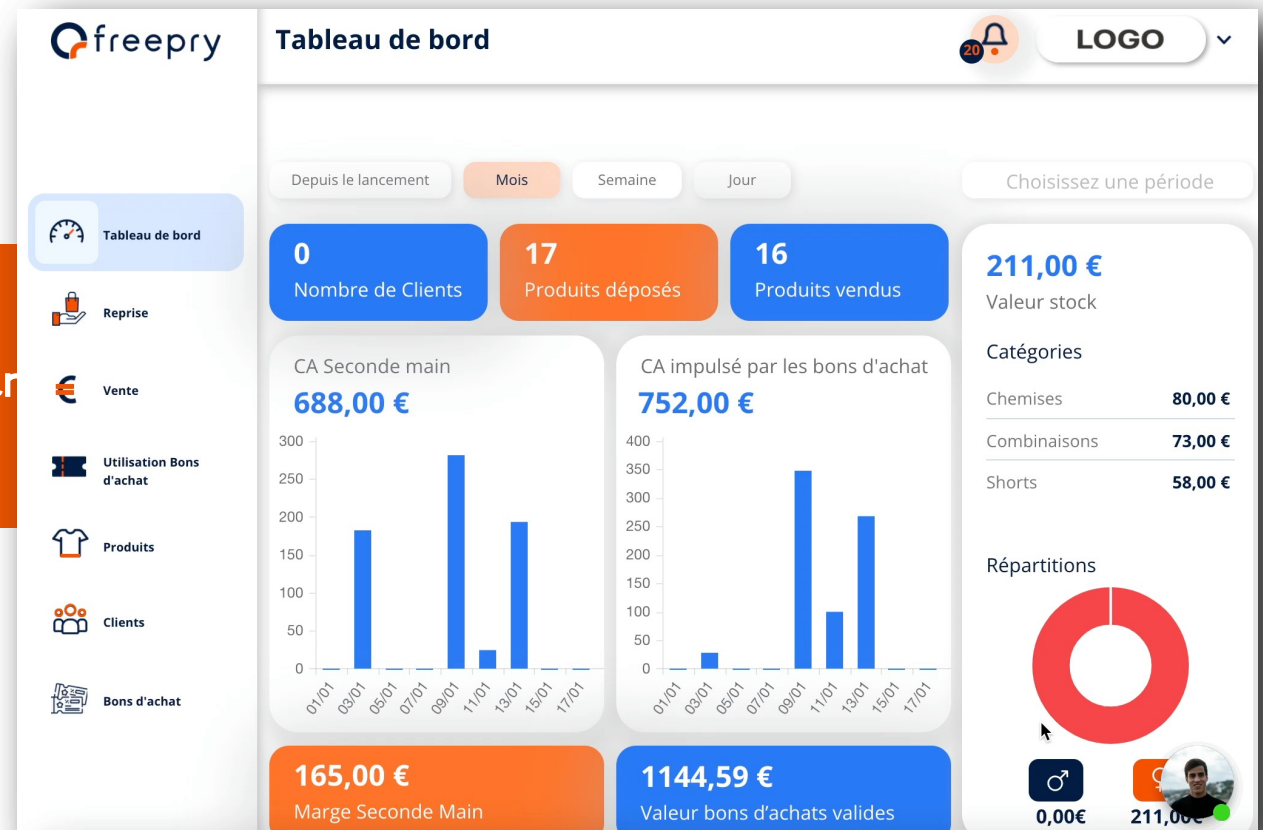 freepry
Tableau de bord
20
LOGO
Depuis le lancement
Mois
Semaine
Jour
Choisissez une période
Tableau de bord
Reprise
Vente
Utilisation Bons
d'achat
Produits
Clients
Bons d'achat
0
Nombre de Clients
17
Produits déposés
16
Produits vendus
CA Seconde main
688,00 €
300
250
200
150
100
50
0
01/01
03/01
05/01
07/01
09/01
11/01
13/01
15/01
17/01
CA impulsé par les bons d'achat
752,00 €
400
350
300
250
200
150
100
50
0
01/01
03/01
05/01
07/01
09/01
11/01
13/01
15/01
17/01
165,00 €
Marge Seconde Main
1144,59 €
Valeur bons d'achats valides
211,00 €
Valeur stock
Catégories
Chemises 80,00 €
Combinaisons 73,00 €
Shorts 58,00 €
Répartitions
0,00€
211,00€